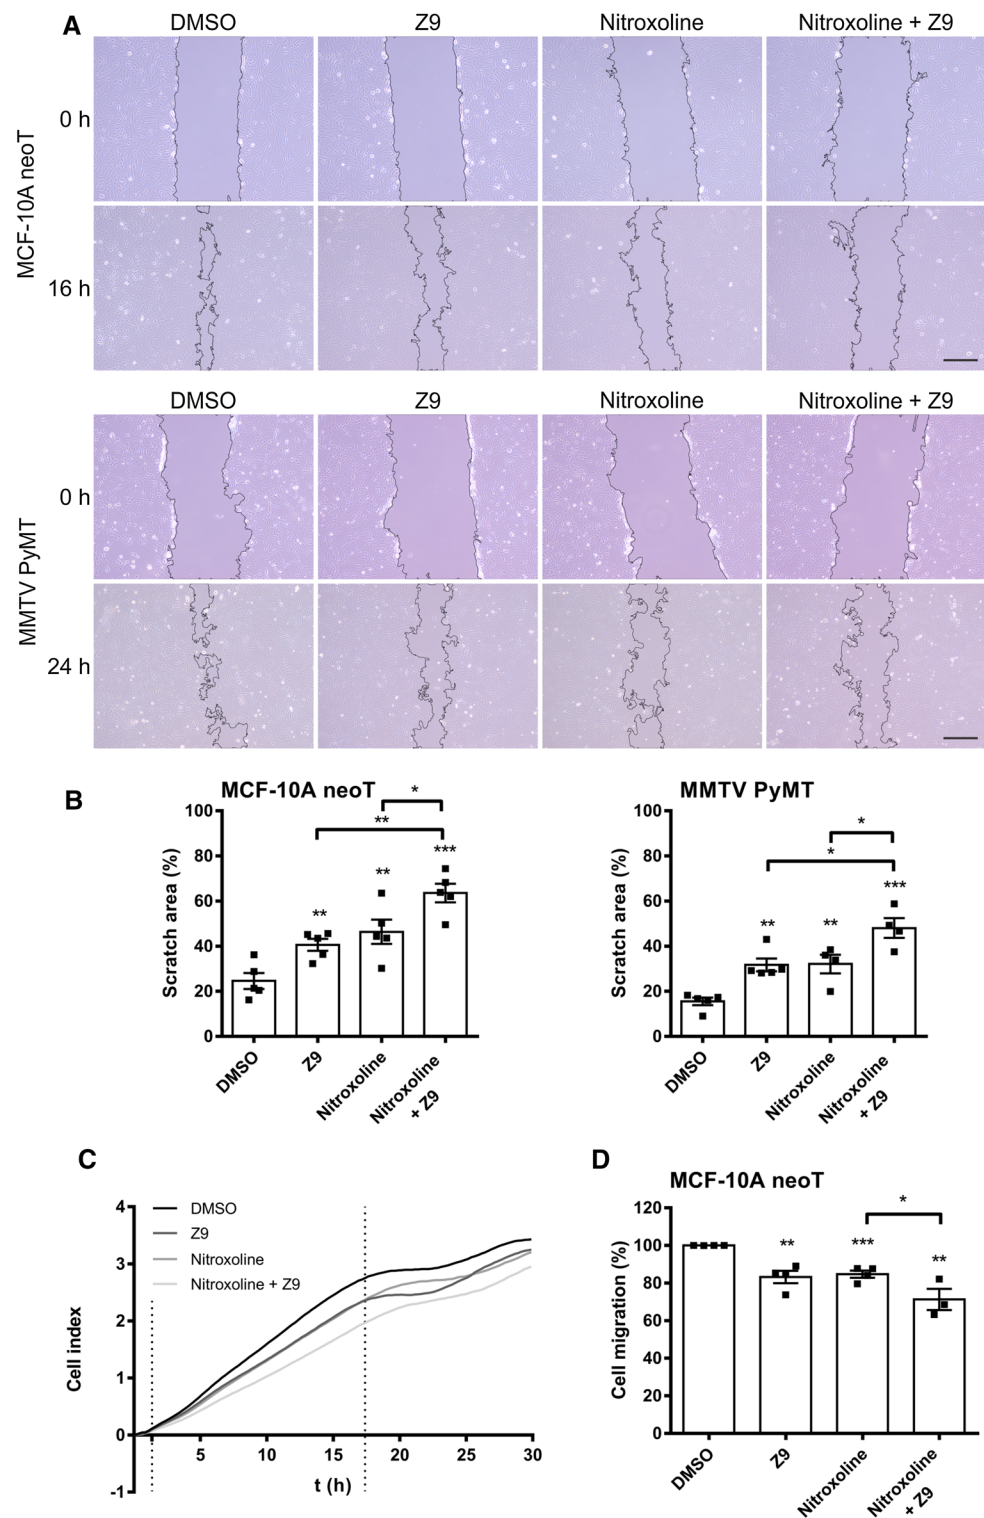 A
DMSO Z9 Nitroxoline Nitroxoline + Z9
MCF-10A neoT
0 h
16 h
DMSO Z9 Nitroxoline Nitroxoline + Z9
MMTV PyMT
0 h
24 h
B
MCF-10A neoT
*
**
***
**
**
Scratch area (%)
100
80
60
40
20
0
DMSO
Z9
Nitroxoline
Nitroxoline
+ Z9
MMTV PyMT
*
*
***
**
**
Scratch area (%)
100
80
60
40
20
0
DMSO
Z9
Nitroxoline
Nitroxoline
+ Z9
C
DMSO
Z9
Nitroxoline
Nitroxoline + Z9
Cell index
4
3
2
1
0
-1
5 10 15 20 25 30
t (h)
D
MCF-10A neoT
*
**
***
**
Cell migration (%)
120
100
80
60
40
20
0
DMSO
Z9
Nitroxoline
Nitroxoline
+ Z9